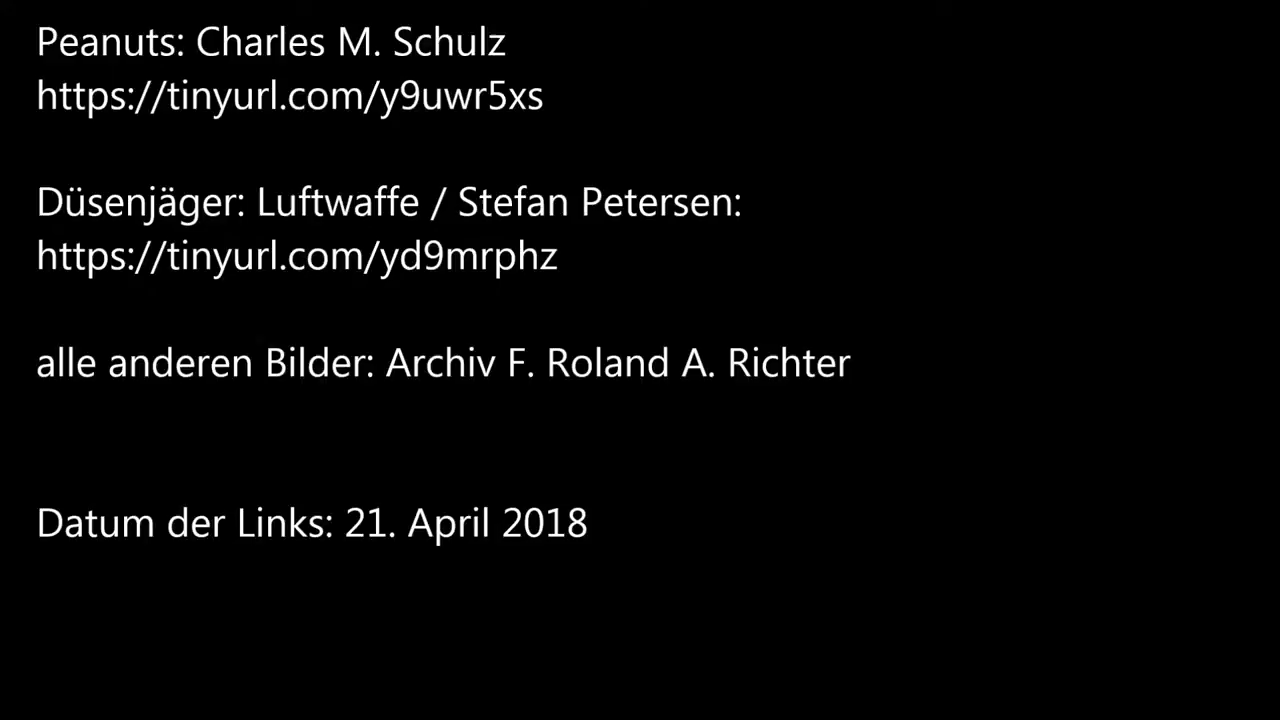 Peanuts: Charles M. Schulz
https://tinyurl.com/y9uwr5xs
Düsenjäger: Luftwaffe / Stefan Petersen:
https://tinyurl.com/yd9mrphz
alle anderen Bilder: Archiv F. Roland A. Richter
Datum der Links: 21. April 2018